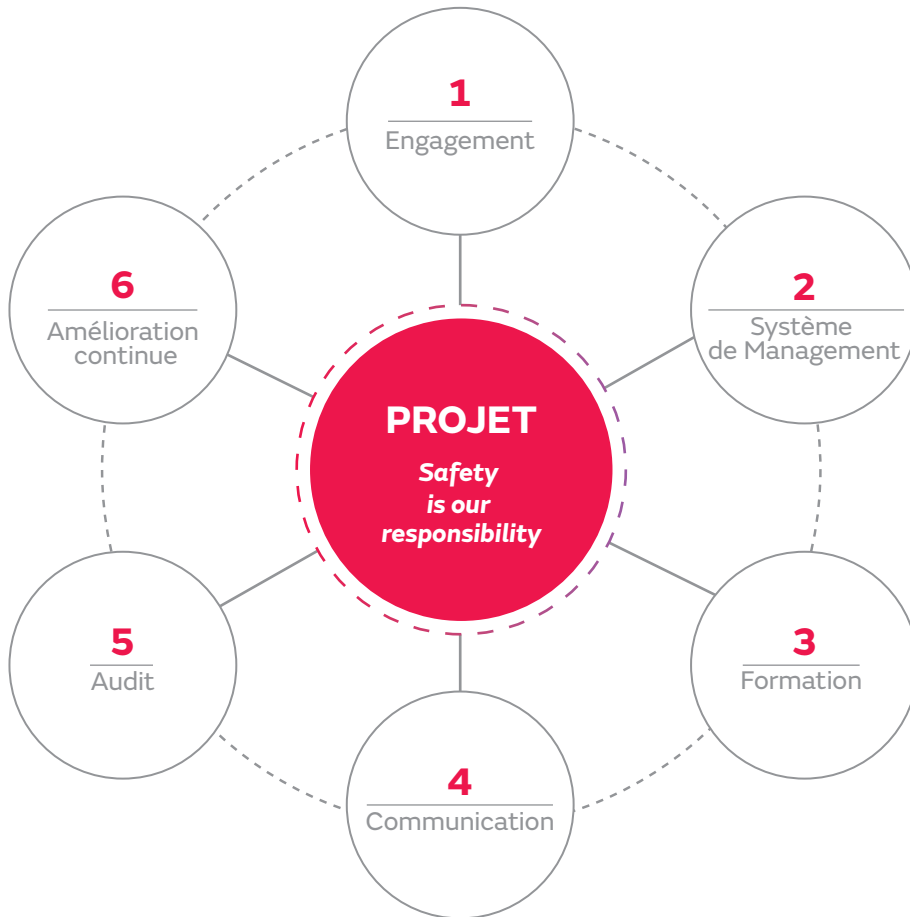 1
Engagement
2
Système
de Management
3
Formation
4
Communication
5
Audit
6
Amélioration
continue
PROJET
Safety
is our
responsibility